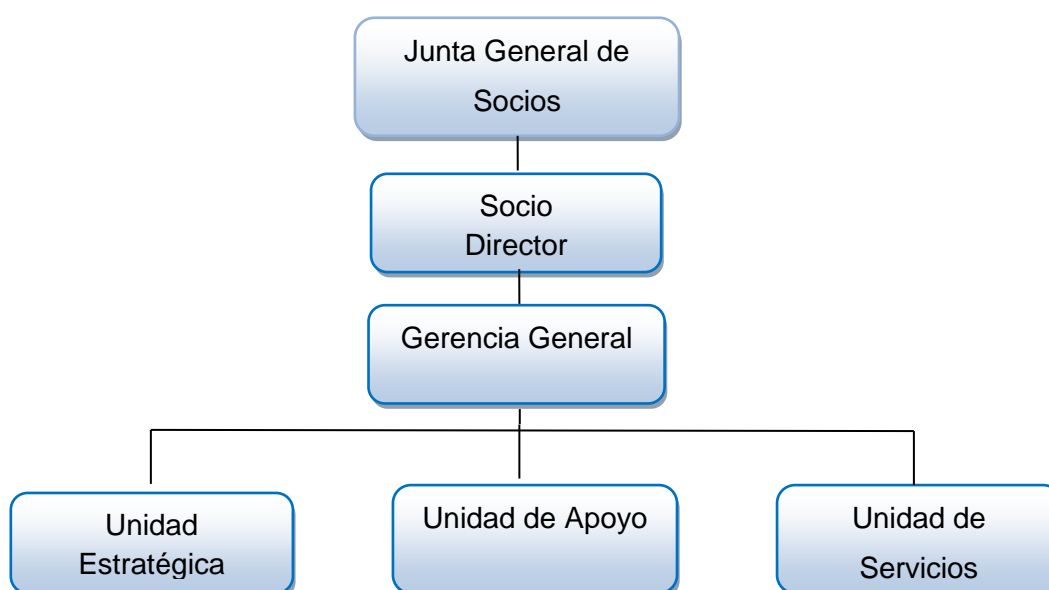 Junta General de
Socios
Socio
Director
Gerencia General
Unidad
Estratégica
Unidad de Apoyo
Unidad de
Servicios